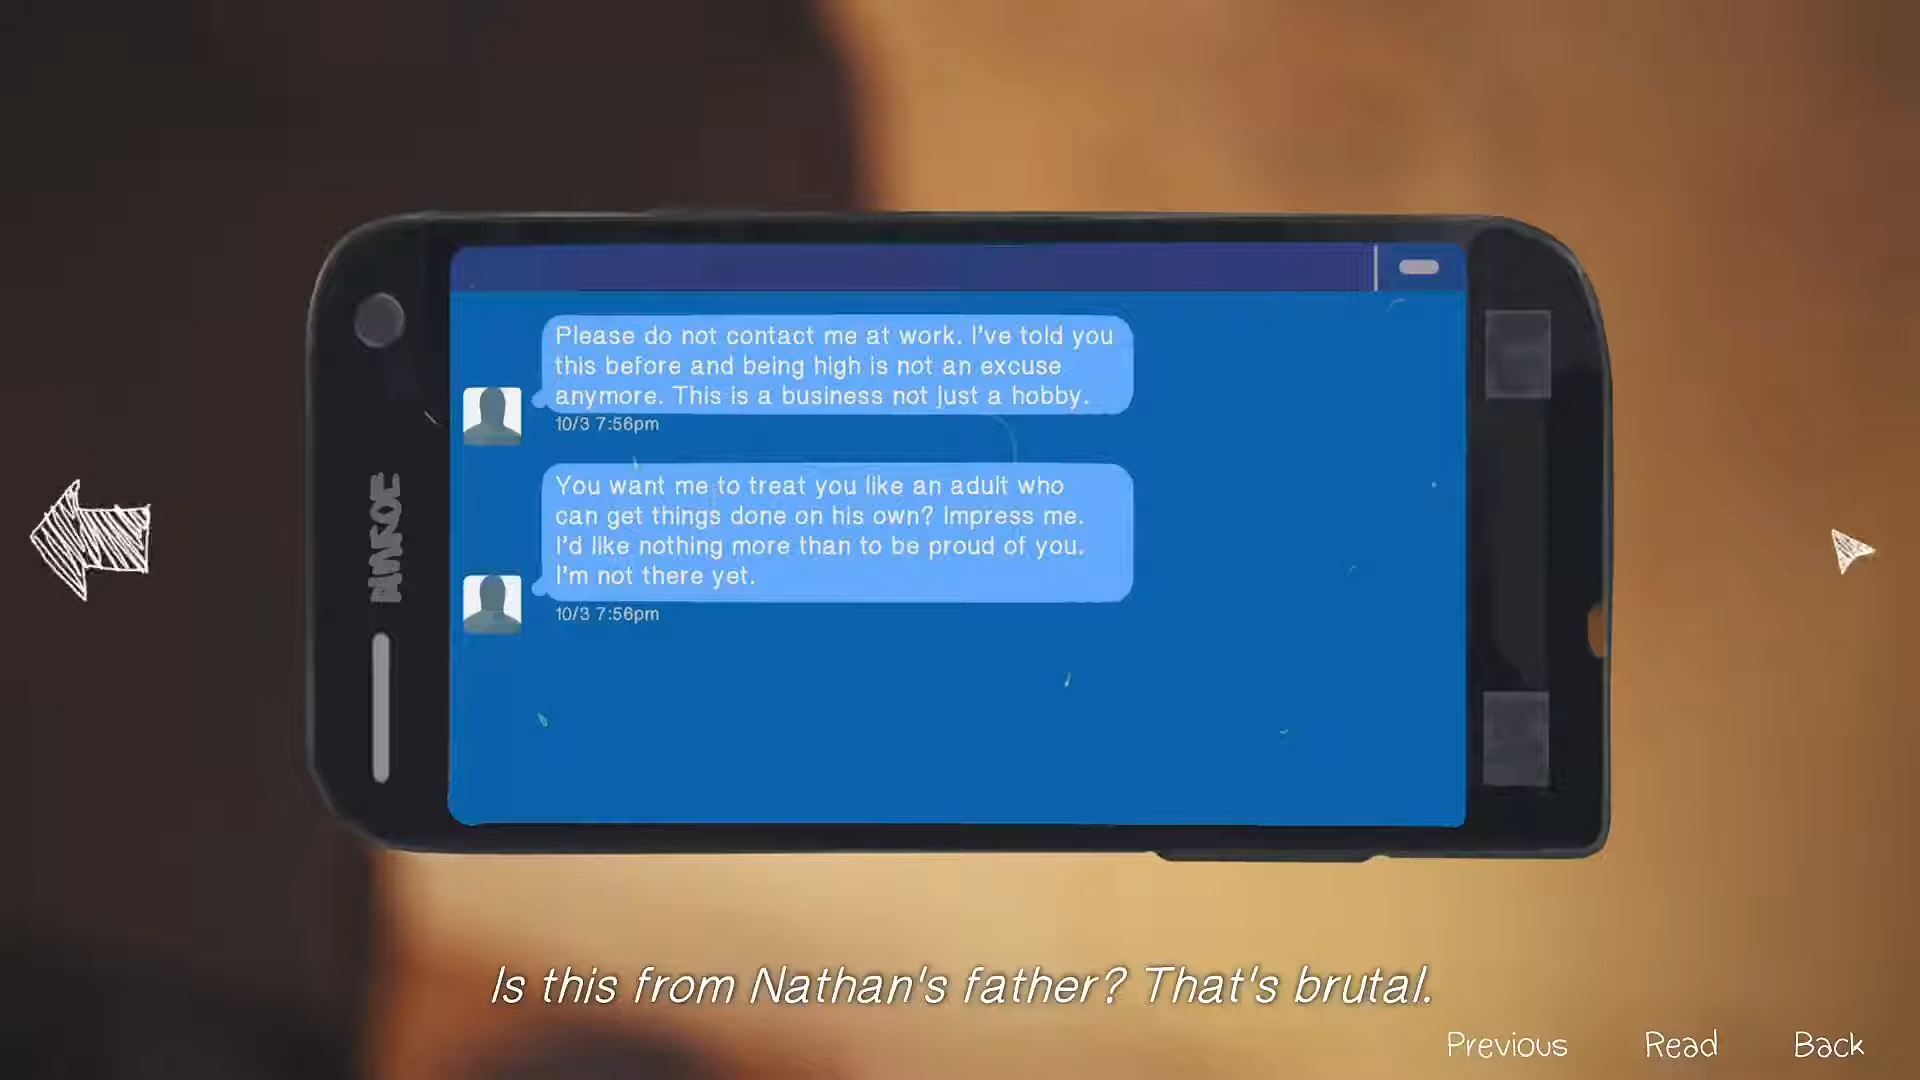 Please do not contact me at work. I've told you
this before and being high is not an excuse
anymore. This is a business not just a hobby.
10/3 7:56pm
You want me to treat you like an adult who
can get things done on his own? Impress me.
I'd like nothing more than to be proud of you.
I'm not there yet.
10/3 7:56pm
Is this from Nathan's father? That's brutal.
Previous Read Back